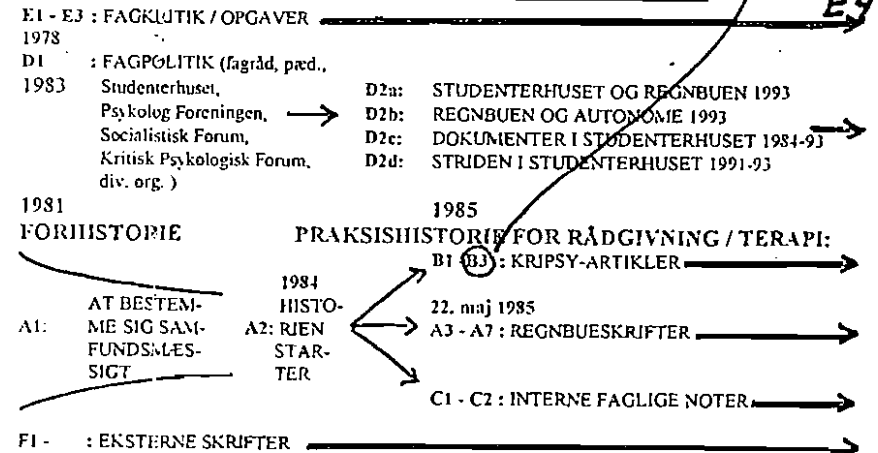 E4
E1 - E3 : FAGKRITIK / OPGAVER
1978
D1 : FAGPOLITIK (fagråd, pæd.,
1983 Studenterhuset,
Psykolog Foreningen,
Socialistisk Forum,
Kritisk Psykologisk Forum,
div. org. )
D2a: STUDENTERHUSET OG REGNBUEN 1993
D2b: REGNBUEN OG AUTONOME 1993
D2c: DOKUMENTER I STUDENTERHUSET 1984-93
D2d: STRIDEN I STUDENTERHUSET 1991-93
1981
FORHISTORIE
1985
PRAKSISHISTORIE FOR RÅDGIVNING / TERAPI:
B1 - B3 : KRIPSY-ARTIKLER
A1: AT BESTEM-
ME SIG SAM-
FUNDSMÆS-
SIGT
1984
A2: HISTO-
RIEN
STAR-
TER
22. maj 1985
A3 - A7 : REGNBUESKRIFTER
C1 - C2 : INTERNE FAGLIGE NOTER
F1 - : EKSTERNE SKRIFTER